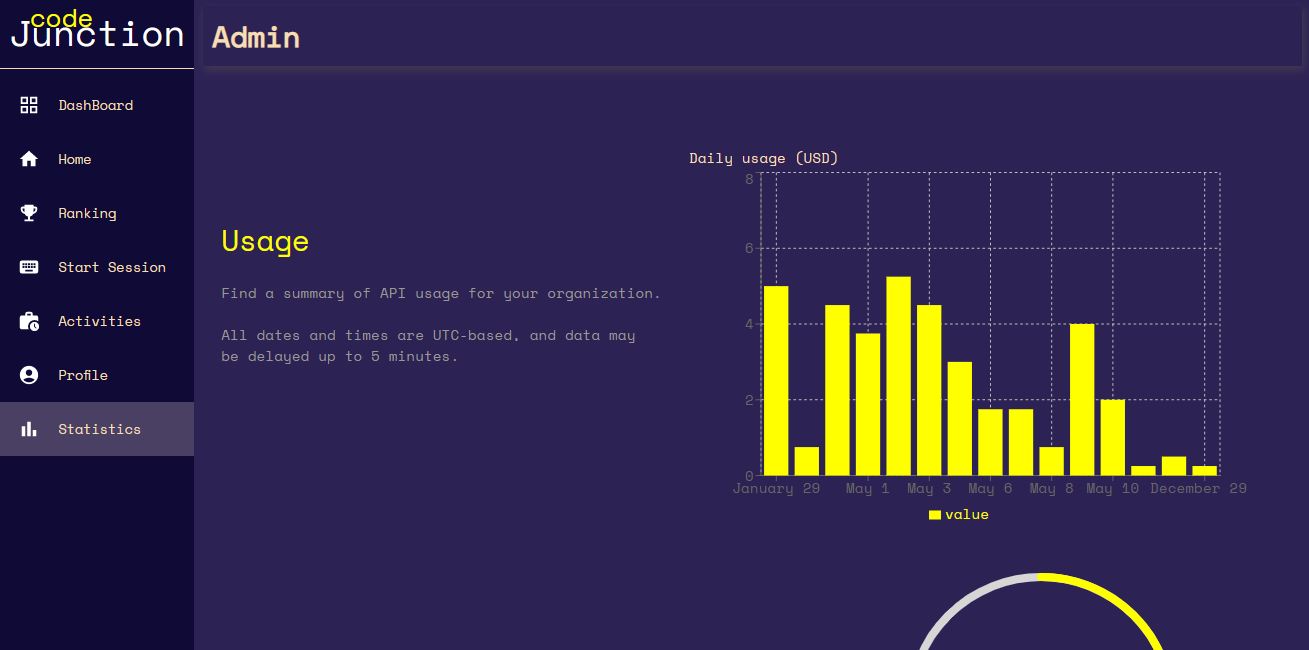 code
Junction
Admin
DashBoard
Home
Ranking
Start Session
Activities
Profile
Statistics
Usage
Find a summary of API usage for your organization.
All dates and times are UTC-based, and data may
be delayed up to 5 minutes.
Daily usage (USD)
8
6
4
2
0
January 29 May 1 May 3 May 6 May 8 May 10 December 29
value